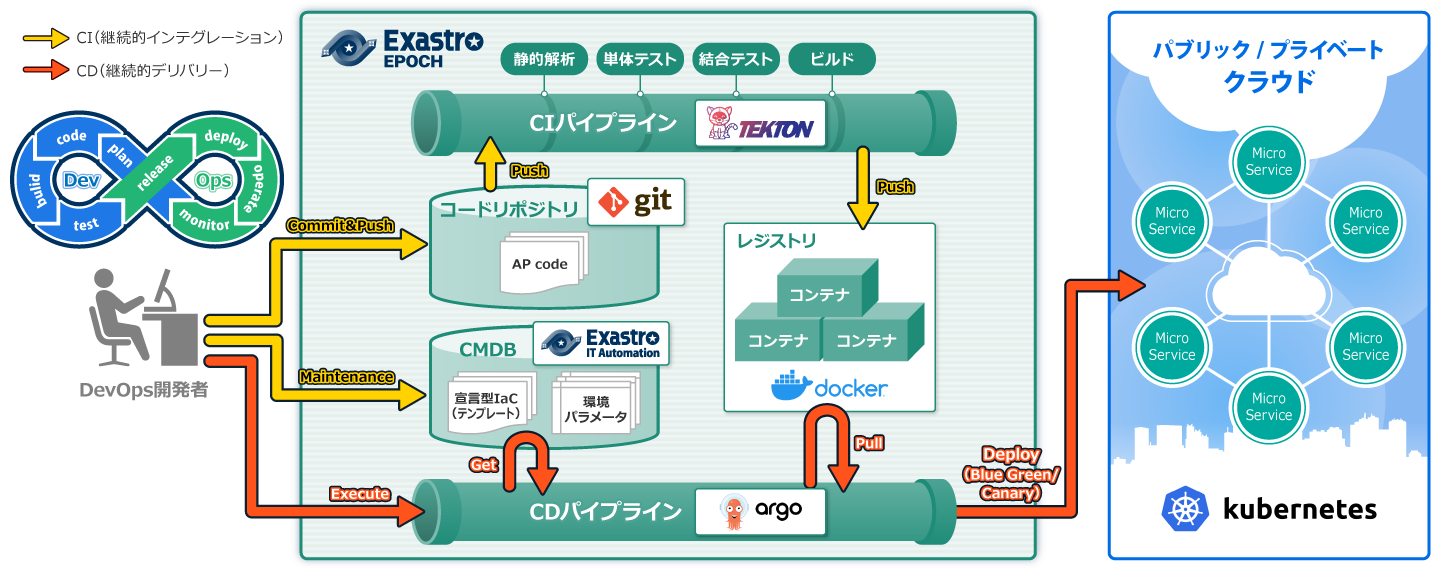 CI（継続的インテグレーション）
CD（継続的デリバリー）
code
plan
build
test
Dev
release
deploy
Ops
operate
monitor
DevOps開発者
Exastro
EPOCH
静的解析
単体テスト
結合テスト
ビルド
CIパイプライン
TEKTON
Push
Push
コードリポジトリ
git
AP code
Commit&Push
レジストリ
コンテナ
コンテナ
コンテナ
docker
CMDB
Exastro
IT Automation
宣言型IaC
（テンプレート）
環境
パラメータ
Maintenance
Get
Pull
Execute
CDパイプライン
argo
Deploy
（Blue Green/
Canary）
パブリック / プライベート
クラウド
Micro
Service
Micro
Service
Micro
Service
Micro
Service
Micro
Service
Micro
Service
kubernetes